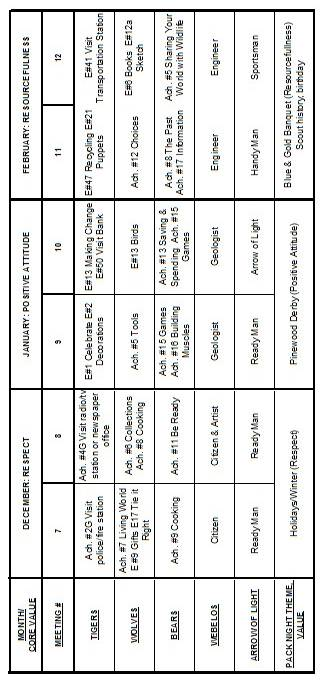 MONTH/
CORE VALUE
DECEMBER: RESPECT
JANUARY: POSITIVE ATTITUDE
FEBRUARY: RESOURCEFULNESS
MEETING #
7
8
9
10
11
12
TIGERS
Ach. #2G Visit
police/fire station
Ach. #4G Visit radio/tv
station or newspaper
office
E#1 Celebrate E#2
Decorations
E#13 Making Change
E#50 Visit Bank
E#47 Recycling E#21
Puppets
E#41 Visit
Transportation Station
WOLVES
Ach. #7 Living World
E#9 Gifts E17 Tie it
Right
Ach. #6 Collections
Ach. #8 Cooking
Ach. #5 Tools
E#13 Birds
Ach. #12 Choices
E#6 Books E#12a
Sketch
BEARS
Ach. #9 Cooking
Ach. #11 Be Ready
Ach. #15 Games
Ach. #16 Building
Muscles
Ach. #13 Saving &
Spending Ach. #15
Games
Ach. #8 The Past
Ach. #17 Information
Ach. #5 Sharing Your
World with Wildlife
WEBELOS
Citizen
Citizen & Artist
Geologist
Geologist
Engineer
Engineer
ARROW OF LIGHT
Ready Man
Ready Man
Ready Man
Arrow of Light
Handy Man
Sportsman
PACK NIGHT THEME,
VALUE
Holidays/Winter (Respect)
Pinewood Derby (Positive Attitude)
Blue & Gold Banquet (Resourcefulness)
Scout history, birthday